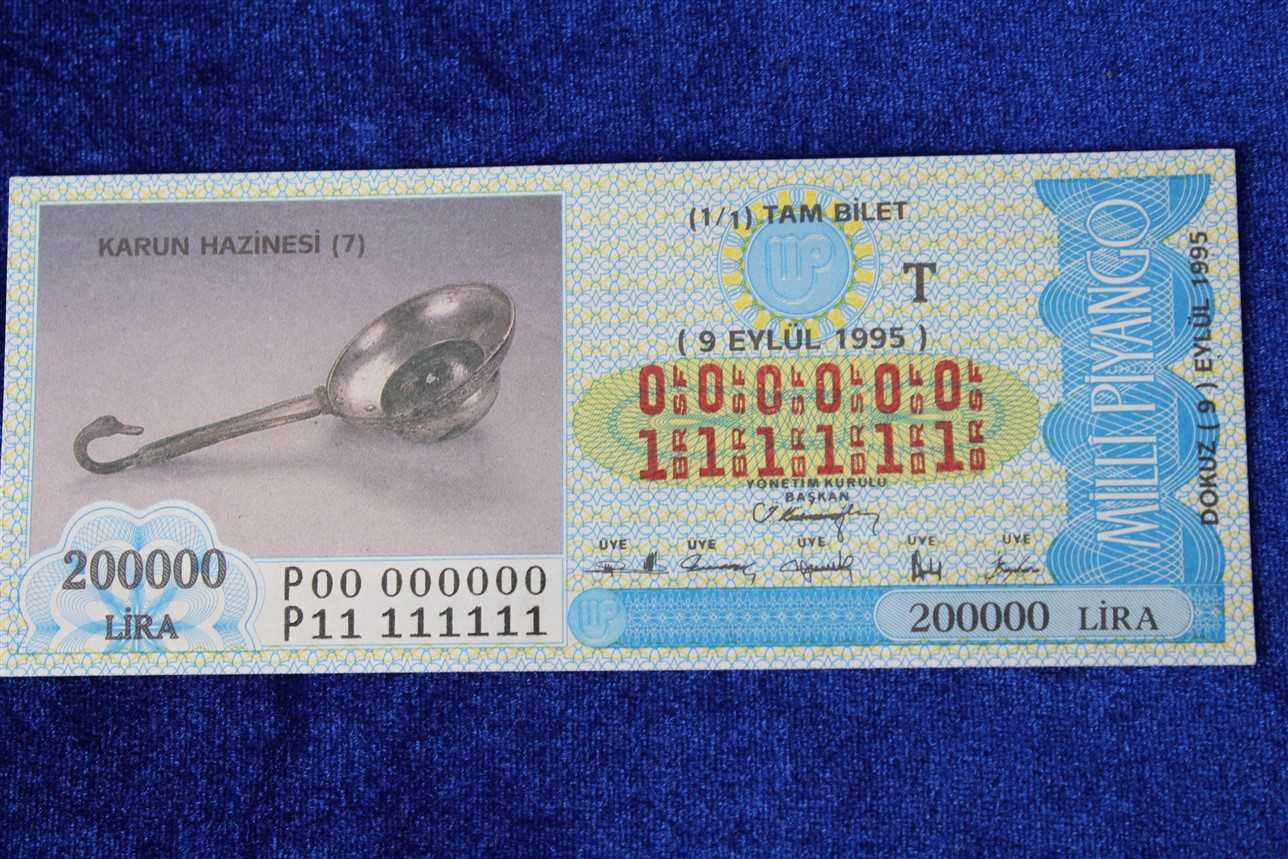 KARUN HAZİNESİ (7)
200000
LİRA
P00 000000
P11 111111
(1/1) TAM BİLET
T
( 9 EYLÜL 1995 )
0 0 0 0 0 0
1 1 1 1 1 1
YÖNETİM KURULU
BAŞKAN
ÜYE ÜYE ÜYE ÜYE ÜYE
200000 LİRA
MİLLİ PİYANGO
DOKUZ ( 9 ) EYLÜL 1995